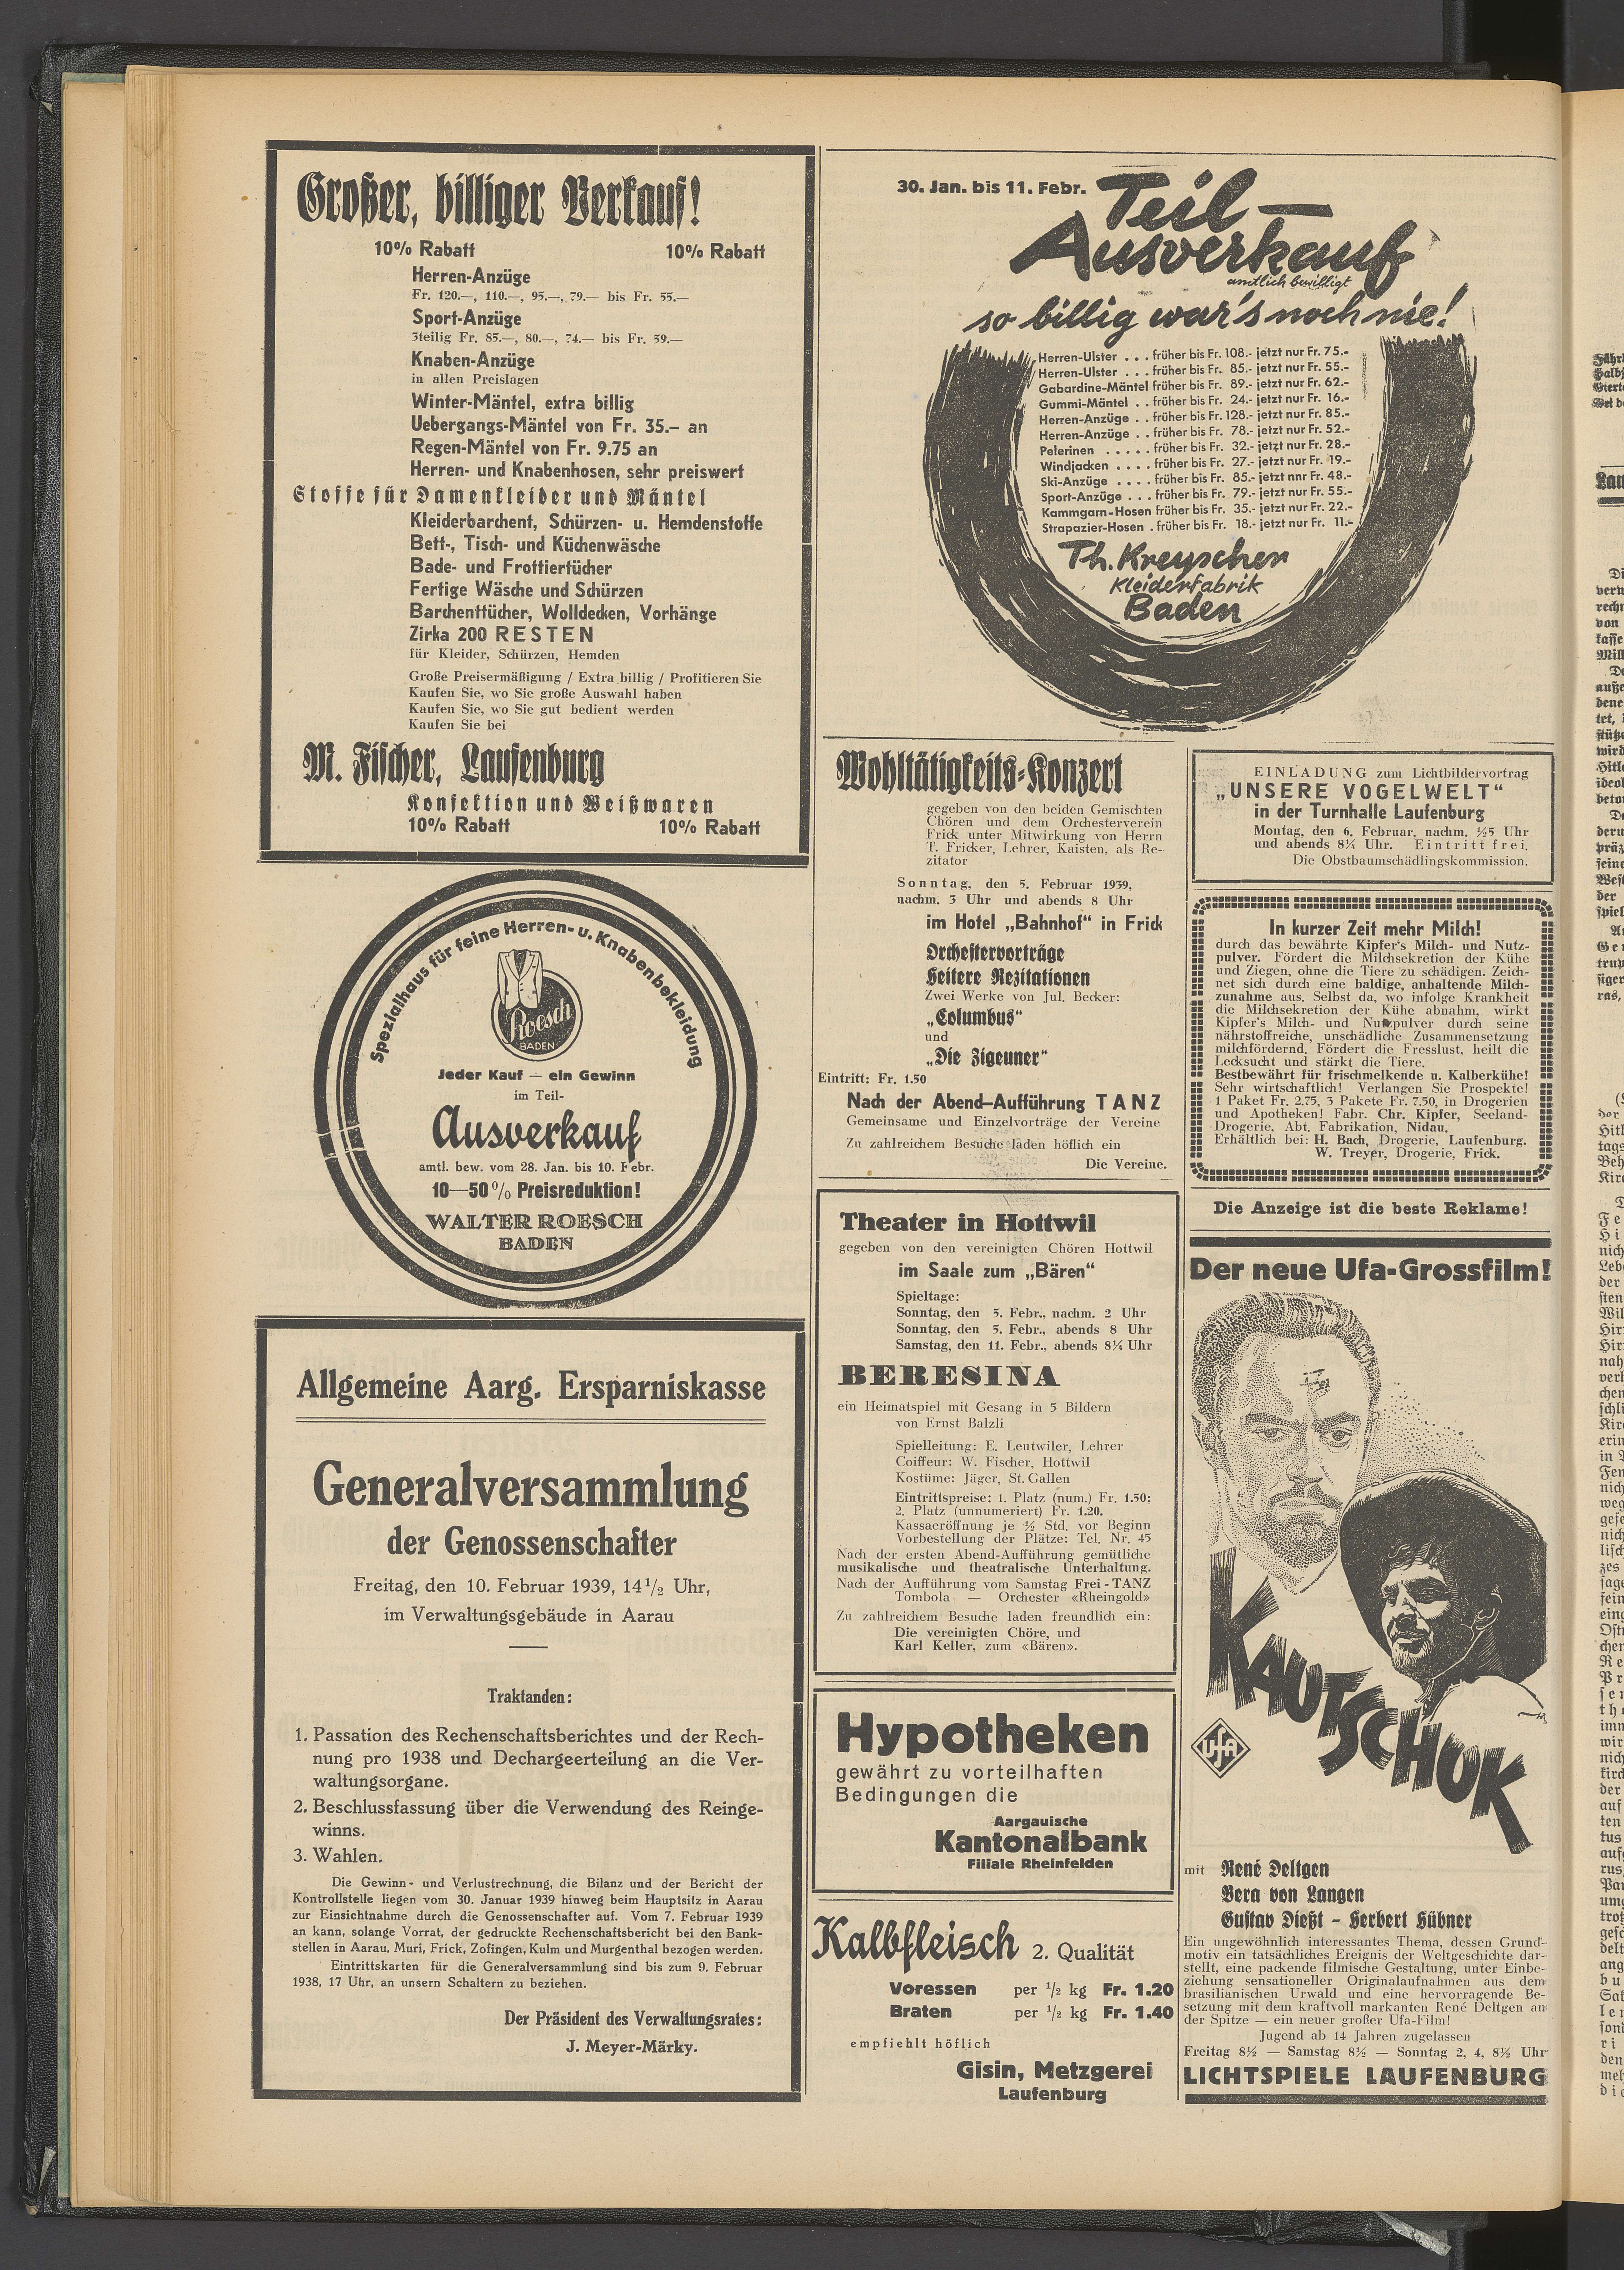 Großer, billiger Verkauf!
10% Rabatt 10% Rabatt
Herren-Anzüge
Fr. 120.—, 110.—, 95.—, 79.— bis Fr. 55.—
Sport-Anzüge
3teilig Fr. 85.—, 80.—, 74.— bis Fr. 59.—
Knaben-Anzüge
in allen Preislagen
Winter-Mäntel, extra billig
Uebergangs-Mäntel von Fr. 35.– an
Regen-Mäntel von Fr. 9.75 an
Herren- und Knabenhosen, sehr preiswert
Stoffe für Damenkleider und Mäntel
Kleiderbarchent, Schürzen- u. Hemdenstoffe
Bett-, Tisch- und Küchenwäsche
Bade- und Frottiertücher
Fertige Wäsche und Schürzen
Barchenttücher, Wolldecken, Vorhänge
Zirka 200 RESTEN
für Kleider, Schürzen, Hemden
Große Preisermäßigung / Extra billig / Profitieren Sie
Kaufen Sie, wo Sie große Auswahl haben
Kaufen Sie, wo Sie gut bedient werden
Kaufen Sie bei
M. Fischer, Laufenburg
Konfektion und Weißwaren
10% Rabatt 10% Rabatt
Spezialhaus für feine Herren- u. Knabenbekleidung
Roesch
BADEN
Jeder Kauf – ein Gewinn
im Teil-
Ausverkauf
amtl. bew. vom 28. Jan. bis 10. Febr.
10—50% Preisreduktion!
WALTER ROESCH
BADEN
Allgemeine Aarg. Ersparniskasse
Generalversammlung
der Genossenschafter
Freitag, den 10. Februar 1939, 14½ Uhr,
im Verwaltungsgebäude in Aarau
Traktanden:
1. Passation des Rechenschaftsberichtes und der Rech-
nung pro 1938 und Dechargeerteilung an die Ver-
waltungsorgane.
2. Beschlussfassung über die Verwendung des Reinge-
winns.
3. Wahlen.
Die Gewinn- und Verlustrechnung, die Bilanz und der Bericht der
Kontrollstelle liegen vom 30. Januar 1939 hinweg beim Hauptsitz in Aarau
zur Einsichtnahme durch die Genossenschafter auf. Vom 7. Februar 1939
an kann, solange Vorrat, der gedruckte Rechenschaftsbericht bei den Bank-
stellen in Aarau, Muri, Frick, Zofingen, Kulm und Murgenthal bezogen werden.
Eintrittskarten für die Generalversammlung sind bis zum 9. Februar
1938, 17 Uhr, an unsern Schaltern zu beziehen.
Der Präsident des Verwaltungsrates:
J. Meyer-Märky.
30. Jan. bis 11. Febr.
Teil-
Ausverkauf
amtlich bewilligt
so billig war's noch nie!
Herren-Ulster . . . früher bis Fr. 108.- jetzt nur Fr. 75.-
Herren-Ulster . . . früher bis Fr. 85.- jetzt nur Fr. 55.-
Gabardine-Mäntel früher bis Fr. 89.- jetzt nur Fr. 62.-
Gummi-Mäntel . . früher bis Fr. 24.- jetzt nur Fr. 16.-
Herren-Anzüge . . früher bis Fr. 128.- jetzt nur Fr. 85.-
Herren-Anzüge . . früher bis Fr. 78.- jetzt nur Fr. 52.-
Pelerinen . . . . . früher bis Fr. 32.- jetzt nur Fr. 28.-
Windjacken . . . . früher bis Fr. 27.- jetzt nur Fr. 19.-
Ski-Anzüge . . . . früher bis Fr. 85.- jetzt nnr Fr. 48.-
Sport-Anzüge . . . früher bis Fr. 79.- jetzt nur Fr. 55.-
Kammgarn-Hosen früher bis Fr. 35.- jetzt nur Fr. 22.-
Strapazier-Hosen . früher bis Fr. 18.- jetzt nur Fr. 11.-
Th. Kreyscher
Kleiderfabrik
Baden
Wohltätigkeits-Konzert
gegeben von den beiden Gemischten
Chören und dem Orchesterverein
Frick unter Mitwirkung von Herrn
T. Fricker, Lehrer, Kaisten, als Re-
zitator
Sonntag, den 5. Februar 1939,
nachm. 3 Uhr und abends 8 Uhr
im Hotel „Bahnhof“ in Frick
Orchestervorträge
Heitere Rezitationen
Zwei Werke von Jul. Becker:
„Columbus“
und
„Die Zigeuner“
Eintritt: Fr. 1.50
Nach der Abend–Aufführung TANZ
Gemeinsame und Einzelvorträge der Vereine
Zu zahlreichem Besuche laden höflich ein
Die Vereine.
Theater in Hottwil
gegeben von den vereinigten Chören Hottwil
im Saale zum „Bären“
Spieltage:
Sonntag, den 5. Febr., nachm. 2 Uhr
Sonntag, den 5. Febr., abends 8 Uhr
Samstag, den 11. Febr., abends 8¼ Uhr
BERESINA
ein Heimatspiel mit Gesang in 5 Bildern
von Ernst Balzli
Spielleitung: E. Leutwiler, Lehrer
Coiffeur: W. Fischer, Hottwil
Kostüme: Jäger, St. Gallen
Eintrittspreise: 1. Platz (num.) Fr. 1.50;
2. Platz (unnumeriert) Fr. 1.20.
Kassaeröffnung je ½ Std. vor Beginn
Vorbestellung der Plätze: Tel. Nr. 45
Nach der ersten Abend-Aufführung gemütliche
musikalische und theatralische Unterhaltung.
Nach der Aufführung vom Samstag Frei-TANZ
Tombola — Orchester «Rheingold»
Zu zahlreichem Besuche laden freundlich ein:
Die vereinigten Chöre, und
Karl Keller, zum «Bären».
Hypotheken
gewährt zu vorteilhaften
Bedingungen die
Aargauische
Kantonalbank
Filiale Rheinfelden
Kalbfleisch 2. Qualität
Voressen per ½ kg Fr. 1.20
Braten per ½ kg Fr. 1.40
empfiehlt höflich
Gisin, Metzgerei
Laufenburg
EINLADUNG zum Lichtbildervortrag
„UNSERE VOGELWELT“
in der Turnhalle Laufenburg
Montag, den 6. Februar, nachm. ½5 Uhr
und abends 8¼ Uhr. Eintritt frei.
Die Obstbaumschädlingskommission.
In kurzer Zeit mehr Milch!
durch das bewährte Kipfer's Milch- und Nutz-
pulver. Fördert die Milchsekretion der Kühe
und Ziegen, ohne die Tiere zu schädigen. Zeich-
net sich durch eine baldige, anhaltende Milch-
zunahme aus. Selbst da, wo infolge Krankheit
die Milchsekretion der Kühe abnahm, wirkt
Kipfer's Milch- und Nutzpulver durch seine
nährstoffreiche, unschädliche Zusammensetzung
milchfördernd. Fördert die Fresslust, heilt die
Lecksucht und stärkt die Tiere.
Bestbewährt für frischmelkende u. Kalberkühe!
Sehr wirtschaftlich! Verlangen Sie Prospekte!
1 Paket Fr. 2.75, 3 Pakete Fr. 7.50, in Drogerien
und Apotheken! Fabr. Chr. Kipfer, Seeland-
Drogerie, Abt. Fabrikation, Nidau.
Erhältlich bei: H. Bach, Drogerie, Laufenburg.
W. Treyer, Drogerie, Frick.
Die Anzeige ist die beste Reklame!
Der neue Ufa-Grossfilm!
KAUTSCHUK
Ufa
mit René Deltgen
Vera von Langen
Gustav Dießl - Herbert Hübner
Ein ungewöhnlich interessantes Thema, dessen Grund-
motiv ein tatsächliches Ereignis der Weltgeschichte dar-
stellt, eine packende filmische Gestaltung, unter Einbe-
ziehung sensationeller Originalaufnahmen aus dem
brasilianischen Urwald und eine hervorragende Be-
setzung mit dem kraftvoll markanten René Deltgen an
der Spitze — ein neuer großer Ufa-Film!
Jugend ab 14 Jahren zugelassen
Freitag 8½ — Samstag 8½ — Sonntag 2, 4, 8½ Uhr
LICHTSPIELE LAUFENBURG